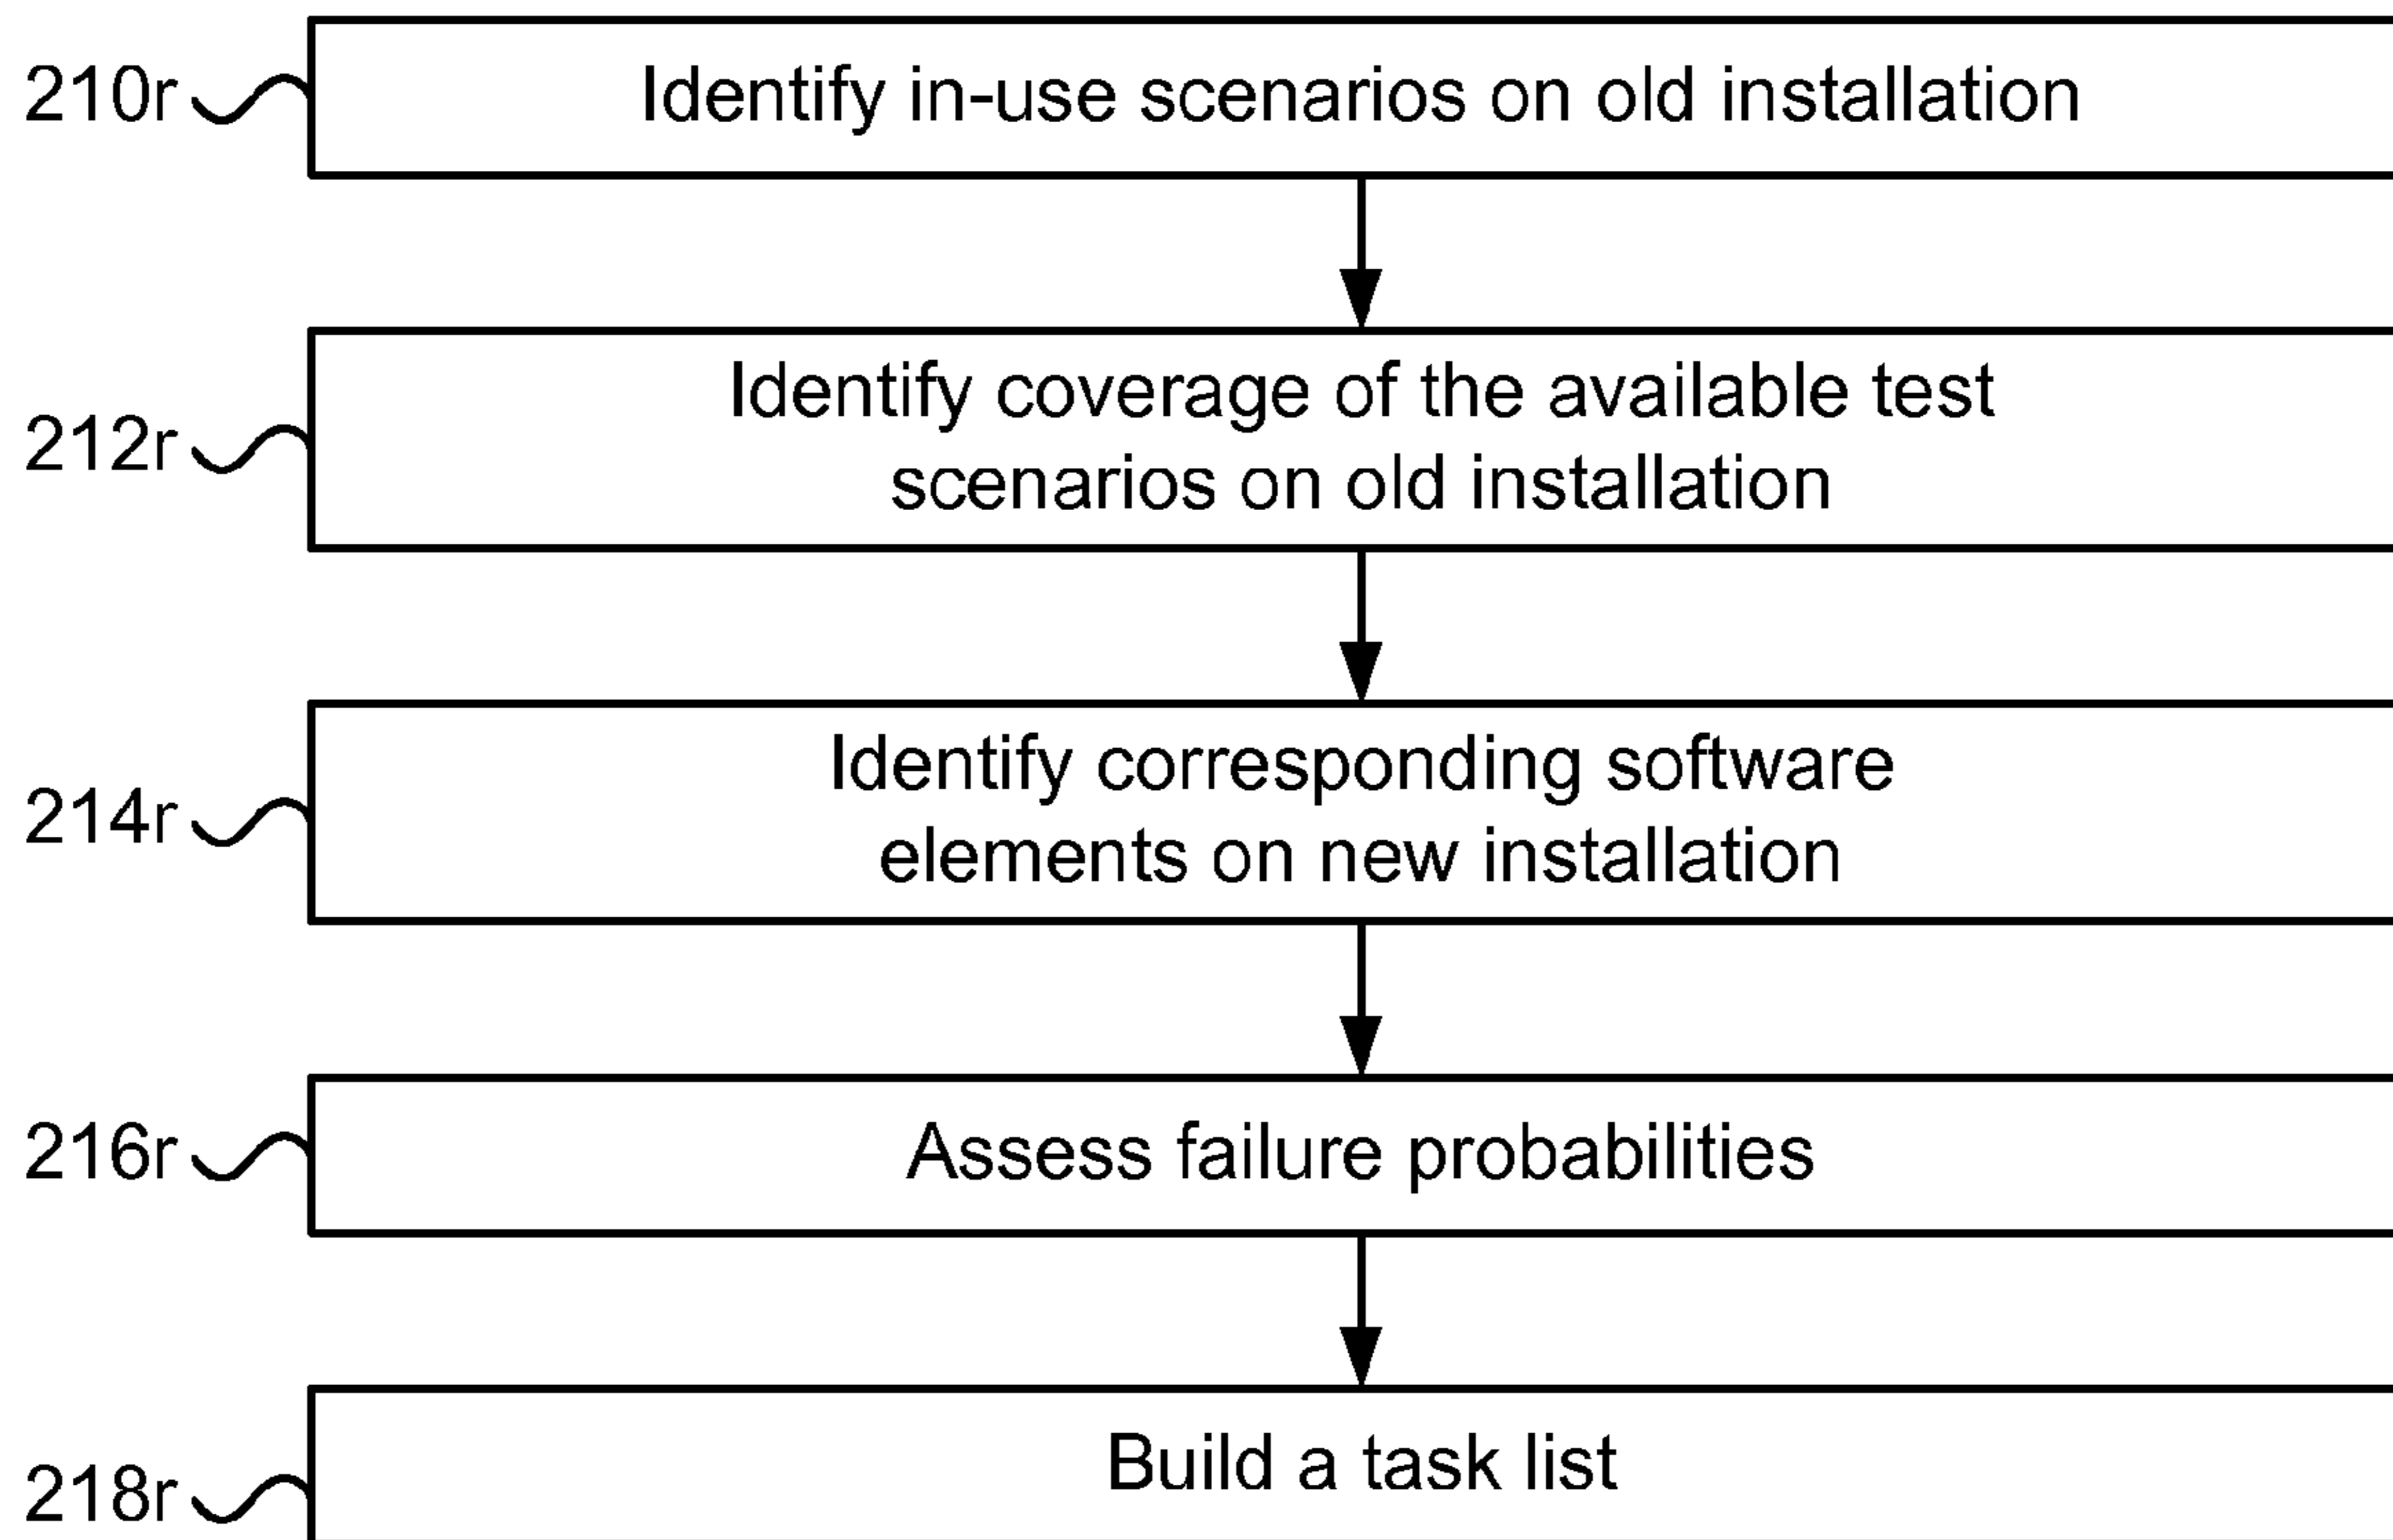 210r
Identify in-use scenarios on old installation
212r
Identify coverage of the available test
scenarios on old installation
214r
Identify corresponding software
elements on new installation
216r
Assess failure probabilities
218r
Build a task list